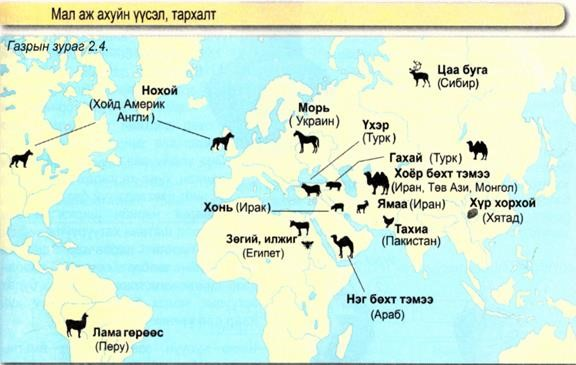 Мал аж ахуйн үүсэл, тархалт
Газрын зураг 2.4.
Цаа буга
(Сибирь)
Нохой
(Хойд Америк
Англи)
Морь
(Украин)
Үхэр
(Турк)
Гахай (Турк)
Хоёр бөхт тэмээ
(Иран, Төв Ази, Монгол)
Хонь (Ирак)
Ямаа (Иран)
Хүр хорхой
(Хятад)
Тахиа
(Пакистан)
Зөгий, илжиг
(Египет)
Нэг бөхт тэмээ
(Араб)
Лама гөрөөс
(Перу)